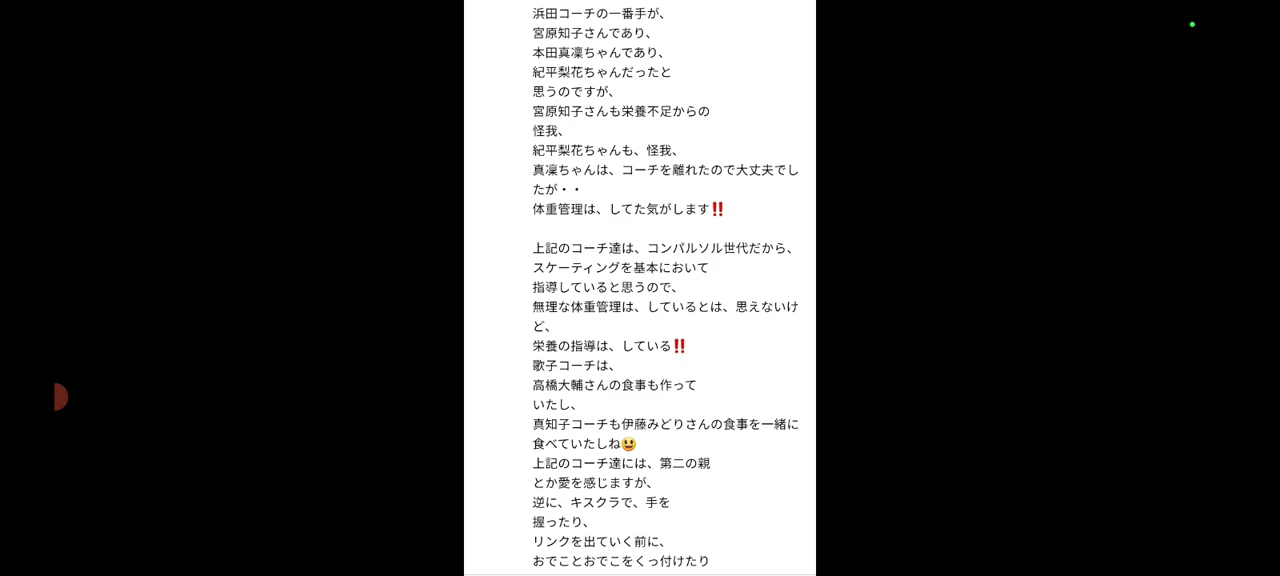 浜田コーチの一番手が、
宮原知子さんであり、
本田真凜ちゃんであり、
紀平梨花ちゃんだったと
思うのですが、
宮原知子さんも栄養不足からの
怪我、
紀平梨花ちゃんも、怪我、
真凜ちゃんは、コーチを離れたので大丈夫でし
たが・・
体重管理は、してた気がします‼️

上記のコーチ達は、コンパルソル世代だから、
スケーティングを基本において
指導していると思うので、
無理な体重管理は、しているとは、思えないけ
ど、
栄養の指導は、している‼️
歌子コーチは、
高橋大輔さんの食事も作って
いたし、
真知子コーチも伊藤みどりさんの食事を一緒に
食べていたしね😃
上記のコーチ達には、第二の親
とか愛を感じますが、
逆に、キスクラで、手を
握ったり、
リンクを出ていく前に、
おでことおでこをくっ付けたり